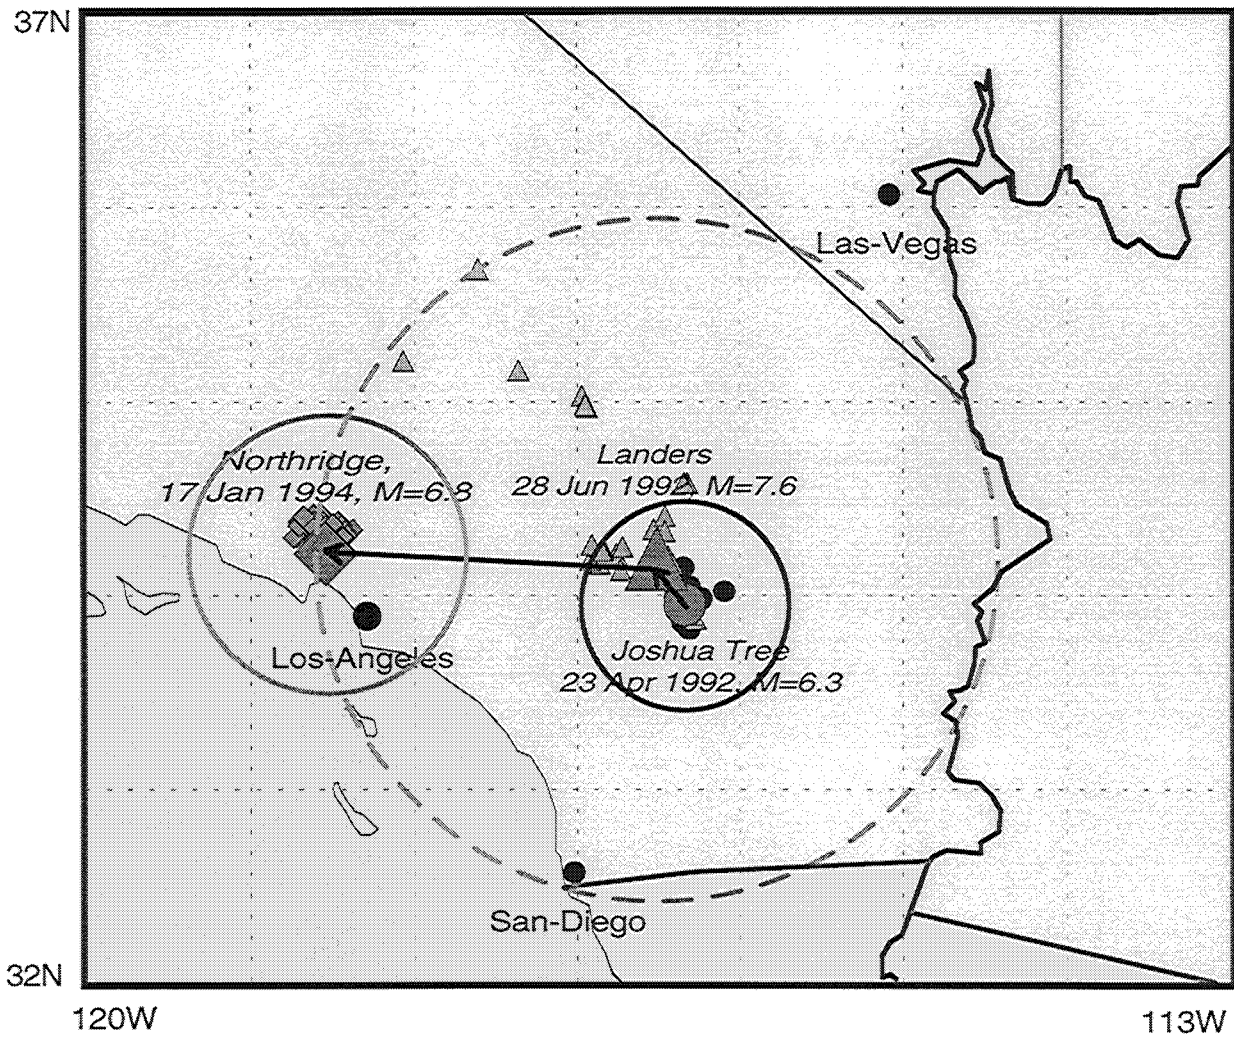 37N
Las-Vegas
Northridge,
17 Jan 1994, M=6.8
Landers
28 Jun 1992, M=7.6
Los-Angeles
Joshua Tree
23 Apr 1992, M=6.3
San-Diego
32N
120W
113W